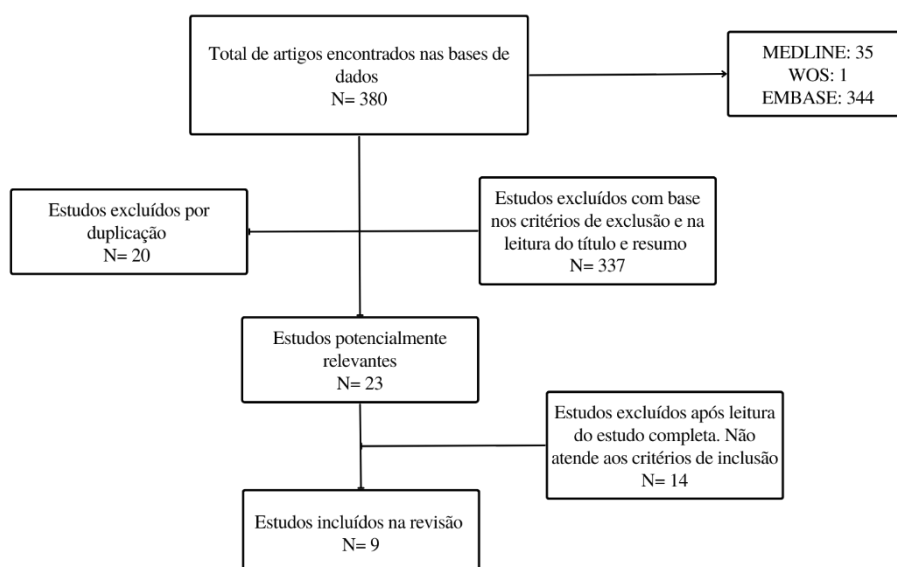 Total de artigos encontrados nas bases de
dados
N= 380
MEDLINE: 35
WOS: 1
EMBASE: 344
Estudos excluídos por
duplicação
N= 20
Estudos excluídos com base
nos critérios de exclusão e na
leitura do título e resumo
N= 337
Estudos potencialmente
relevantes
N= 23
Estudos excluídos após leitura
do estudo completa. Não
atende aos critérios de inclusão
N= 14
Estudos incluídos na revisão
N= 9